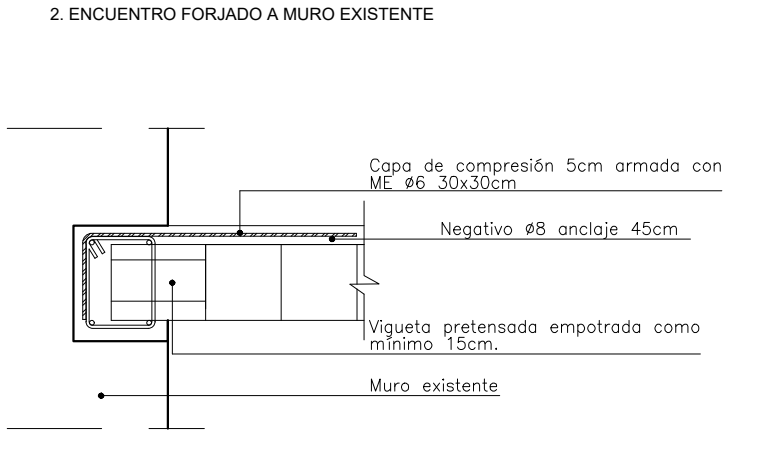 2. ENCUENTRO FORJADO A MURO EXISTENTE
Capa de compresión 5cm armada con
ME Ø6 30x30cm
Negativo Ø8 anclaje 45cm
Vigueta pretensada empotrada como
mínimo 15cm.
Muro existente